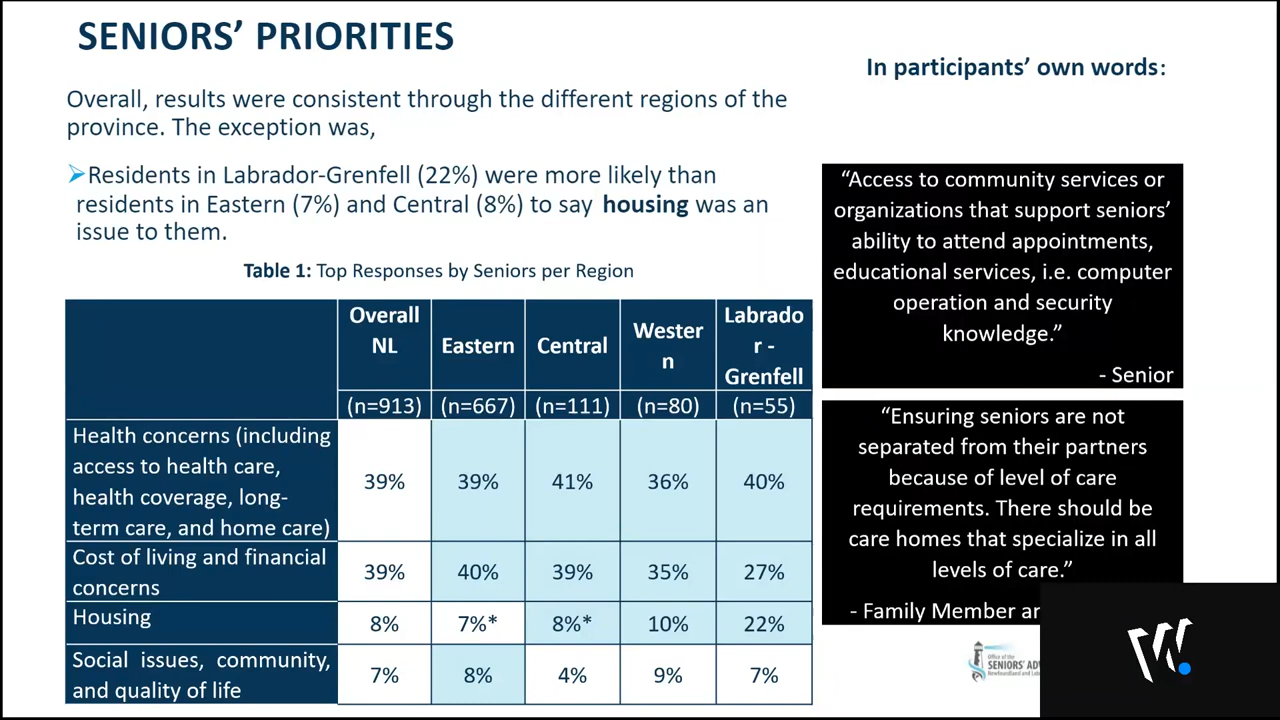 SENIORS’ PRIORITIES
In participants’ own words:
Overall, results were consistent through the different regions of the
province. The exception was,
Residents in Labrador-Grenfell (22%) were more likely than
residents in Eastern (7%) and Central (8%) to say housing was an
issue to them.
Table 1: Top Responses by Seniors per Region
Overall
NL
Eastern
Central
Wester
n
Labrado
r -
Grenfell
(n=913) (n=667) (n=111) (n=80) (n=55)
Health concerns (including
access to health care,
health coverage, long-
term care, and home care)
39% 39% 41% 36% 40%
Cost of living and financial
concerns
39% 40% 39% 35% 27%
Housing
8% 7%* 8%* 10% 22%
Social issues, community,
and quality of life
7% 8% 4% 9% 7%
“Access to community services or
organizations that support seniors’
ability to attend appointments,
educational services, i.e. computer
operation and security
knowledge.”
- Senior
“Ensuring seniors are not
separated from their partners
because of level of care
requirements. There should be
care homes that specialize in all
levels of care.”
- Family Member
Office of the
SENIORS’
Newfoundland and